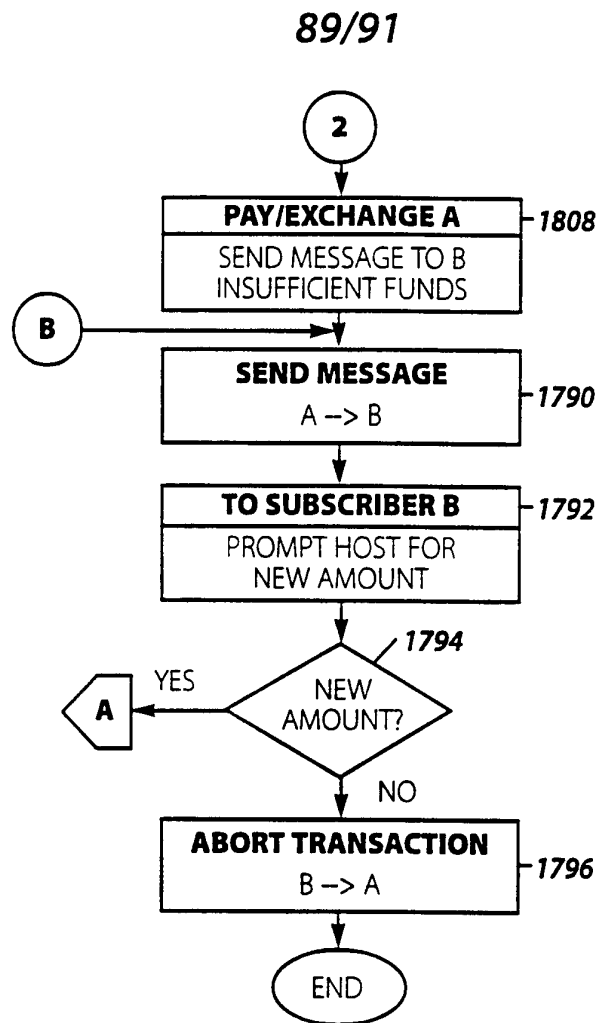 89/91
2
PAY/EXCHANGE A
1808
SEND MESSAGE TO B
INSUFFICIENT FUNDS
B
SEND MESSAGE
1790
A --> B
TO SUBSCRIBER B
1792
PROMPT HOST FOR
NEW AMOUNT
1794
YES
A
NEW
AMOUNT?
NO
ABORT TRANSACTION
1796
B --> A
END